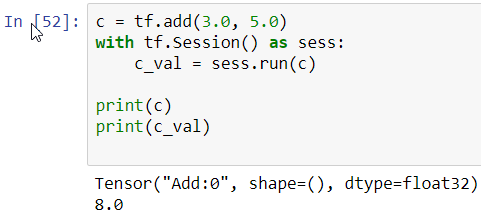 In [52]: c = tf.add(3.0, 5.0)
with tf.Session() as sess:
    c_val = sess.run(c)

print(c)
print(c_val)

Tensor("Add:0", shape=(), dtype=float32)
8.0